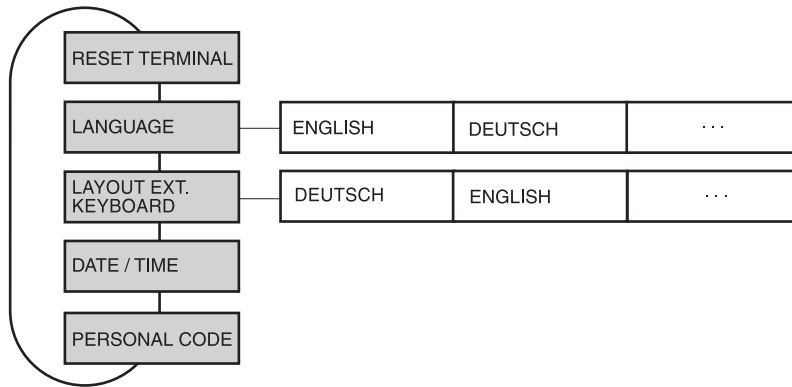 RESET TERMINAL
LANGUAGE
ENGLISH
DEUTSCH
...
LAYOUT EXT.
KEYBOARD
DEUTSCH
ENGLISH
...
DATE / TIME
PERSONAL CODE